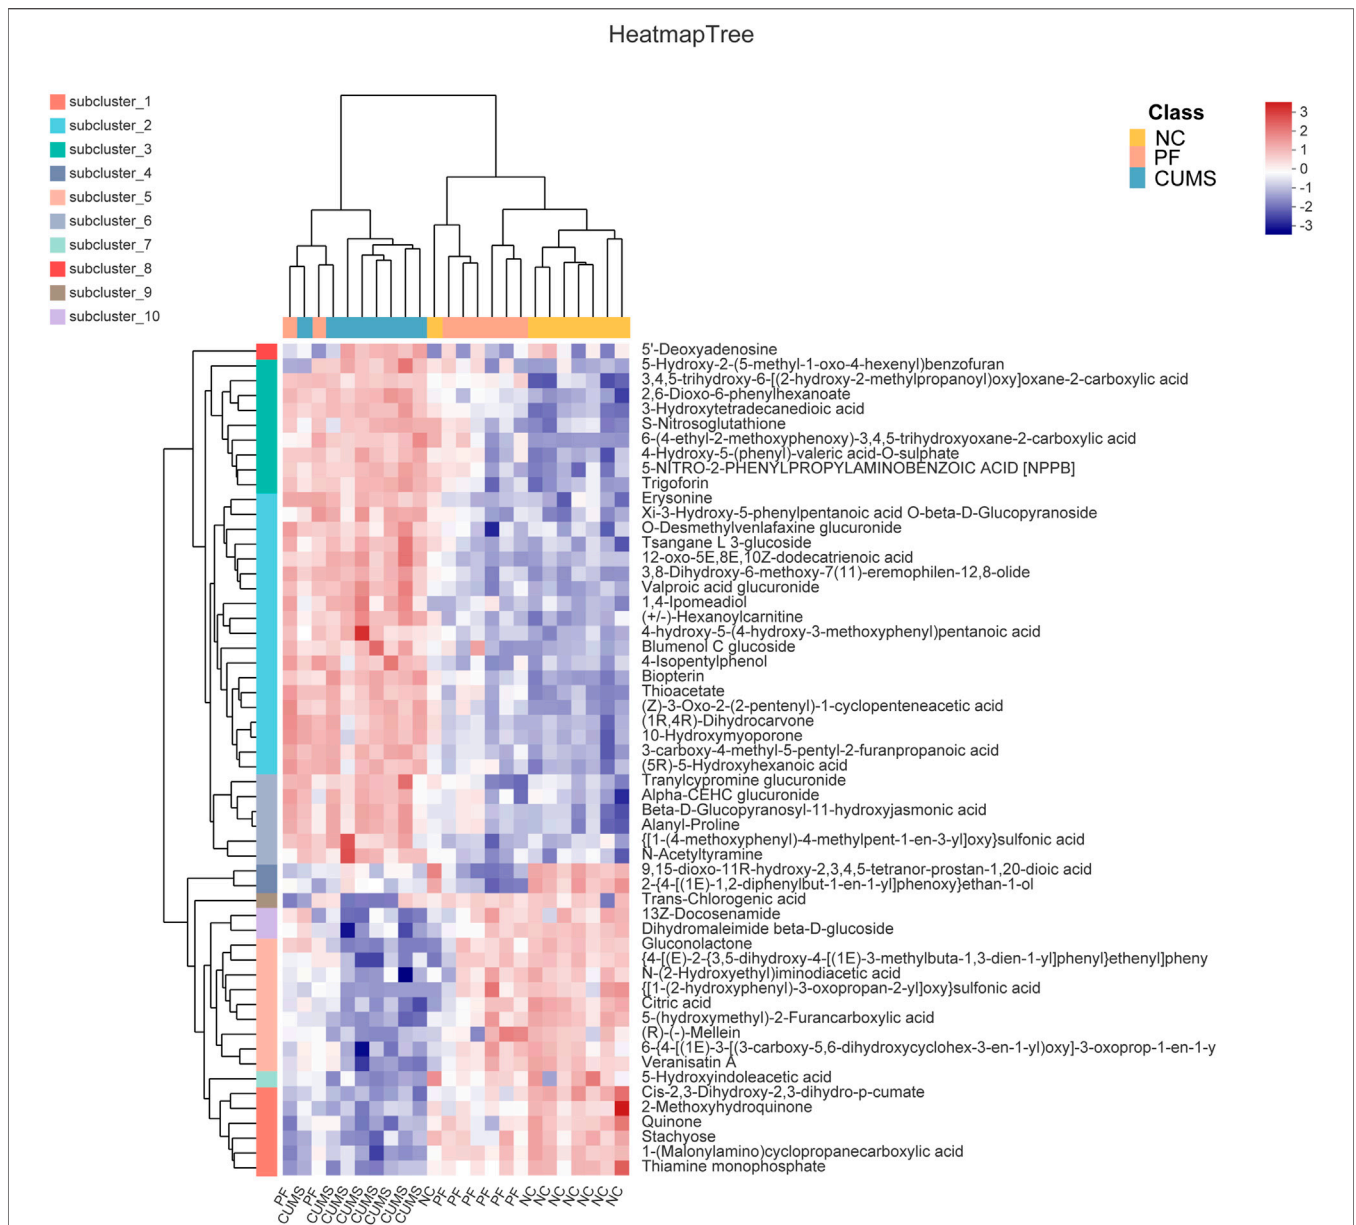 HeatmapTree
subcluster_1
subcluster_2
subcluster_3
subcluster_4
subcluster_5
subcluster_6
subcluster_7
subcluster_8
subcluster_9
subcluster_10
Class
NC
PF
CUMS
3
2
1
0
-1
-2
-3
5'-Deoxyadenosine
5-Hydroxy-2-(5-methyl-1-oxo-4-hexenyl)benzofuran
3,4,5-trihydroxy-6-[(2-hydroxy-2-methylpropanoyl)oxy]oxane-2-carboxylic acid
2,6-Dioxo-6-phenylhexanoate
3-Hydroxytetradecanedioic acid
S-Nitrosoglutathione
6-(4-ethyl-2-methoxyphenoxy)-3,4,5-trihydroxyoxane-2-carboxylic acid
4-Hydroxy-5-(phenyl)-valeric acid-O-sulphate
5-NITRO-2-PHENYLPROPYLAMINOBENZOIC ACID [NPPB]
Trigoforin
Erysonine
Xi-3-Hydroxy-5-phenylpentanoic acid O-beta-D-Glucopyranoside
O-Desmethylvenlafaxine glucuronide
Tsangane L 3-glucoside
12-oxo-5E,8E,10Z-dodecatrienoic acid
3,8-Dihydroxy-6-methoxy-7(11)-eremophilen-12,8-olide
Valproic acid glucuronide
1,4-Ipomeadiol
(+/-)-Hexanoylcarnitine
4-hydroxy-5-(4-hydroxy-3-methoxyphenyl)pentanoic acid
Blumenol C glucoside
4-Isopentylphenol
Biopterin
Thioacetate
(Z)-3-Oxo-2-(2-pentenyl)-1-cyclopenteneacetic acid
(1R,4R)-Dihydrocarvone
10-Hydroxymyoporone
3-carboxy-4-methyl-5-pentyl-2-furanpropanoic acid
(5R)-5-Hydroxyhexanoic acid
Tranylcypromine glucuronide
Alpha-CEHC glucuronide
Beta-D-Glucopyranosyl-11-hydroxyjasmonic acid
Alanyl-Proline
{[1-(4-methoxyphenyl)-4-methylpent-1-en-3-yl]oxy}sulfonic acid
N-Acetyltyramine
9,15-dioxo-11R-hydroxy-2,3,4,5-tetranor-prostan-1,20-dioic acid
2-{4-[(1E)-1,2-diphenylbut-1-en-1-yl]phenoxy}ethan-1-ol
Trans-Chlorogenic acid
13Z-Docosenamide
Dihydromaleimide beta-D-glucoside
Gluconolactone
{4-[(E)-2-{3,5-dihydroxy-4-[(1E)-3-methylbuta-1,3-dien-1-yl]phenyl}ethenyl]pheny
N-(2-Hydroxyethyl)iminodiacetic acid
{[1-(2-hydroxyphenyl)-3-oxopropan-2-yl]oxy}sulfonic acid
Citric acid
5-(hydroxymethyl)-2-Furancarboxylic acid
(R)-(-)-Mellein
6-{4-[(1E)-3-[(3-carboxy-5,6-dihydroxycyclohex-3-en-1-yl)oxy]-3-oxoprop-1-en-1-y
Veranisatin A
5-Hydroxyindoleacetic acid
Cis-2,3-Dihydroxy-2,3-dihydro-p-cumate
2-Methoxyhydroquinone
Quinone
Stachyose
1-(Malonylamino)cyclopropanecarboxylic acid
Thiamine monophosphate
PF CUMS PF CUMS CUMS CUMS CUMS CUMS CUMS CUMS NC PF PF PF PF PF PF NC NC NC NC NC NC NC